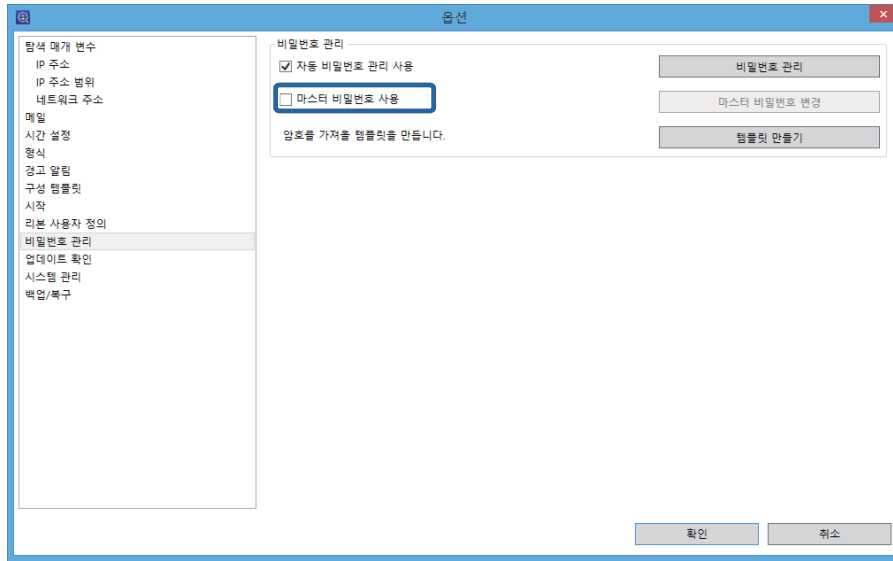 옵션
탐색 매개 변수
IP 주소
IP 주소 범위
네트워크 주소
메일
시간 설정
형식
경고 알림
구성 템플릿
시작
리본 사용자 정의
비밀번호 관리
업데이트 확인
시스템 관리
백업/복구
비밀번호 관리
자동 비밀번호 관리 사용
비밀번호 관리
마스터 비밀번호 사용
마스터 비밀번호 변경
암호를 가져올 템플릿을 만듭니다.
템플릿 만들기
확인
취소